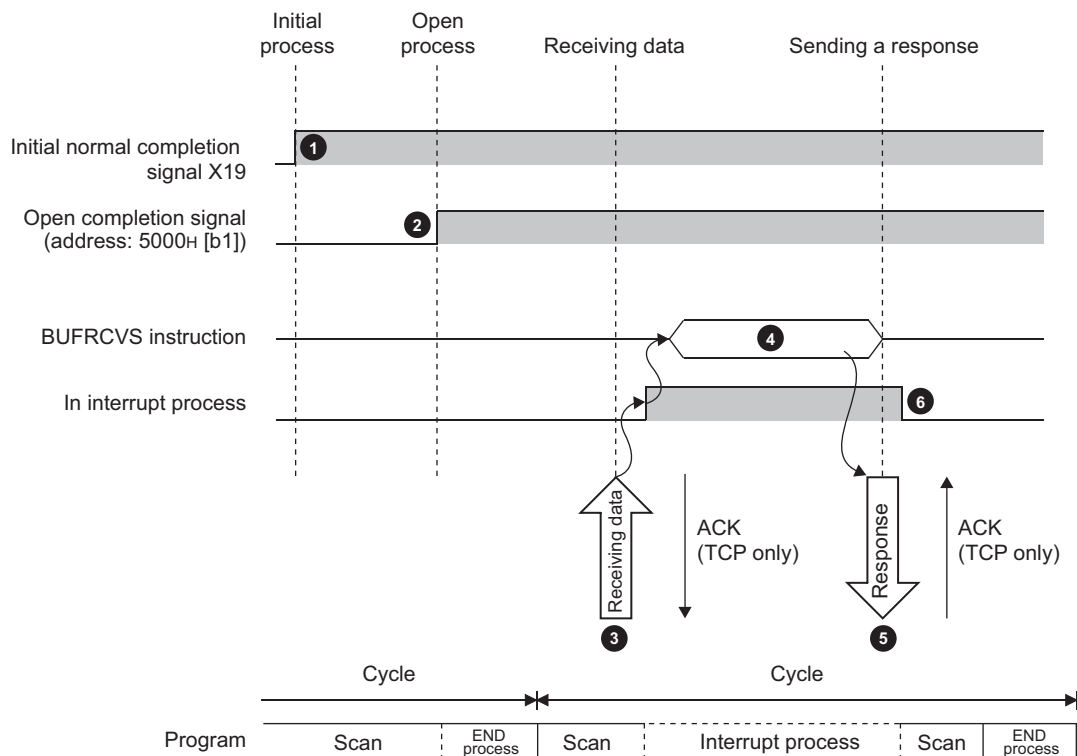 Initial
process
Open
process
Receiving data
Sending a response
Initial normal completion
signal X19
1
Open completion signal
(address: 5000H [b1])
2
BUFRCVS instruction
4
In interrupt process
6
Receiving data
ACK
(TCP only)
Response
ACK
(TCP only)
3
5
Cycle
Cycle
Program
Scan
END
process
Scan
Interrupt process
Scan
END
process